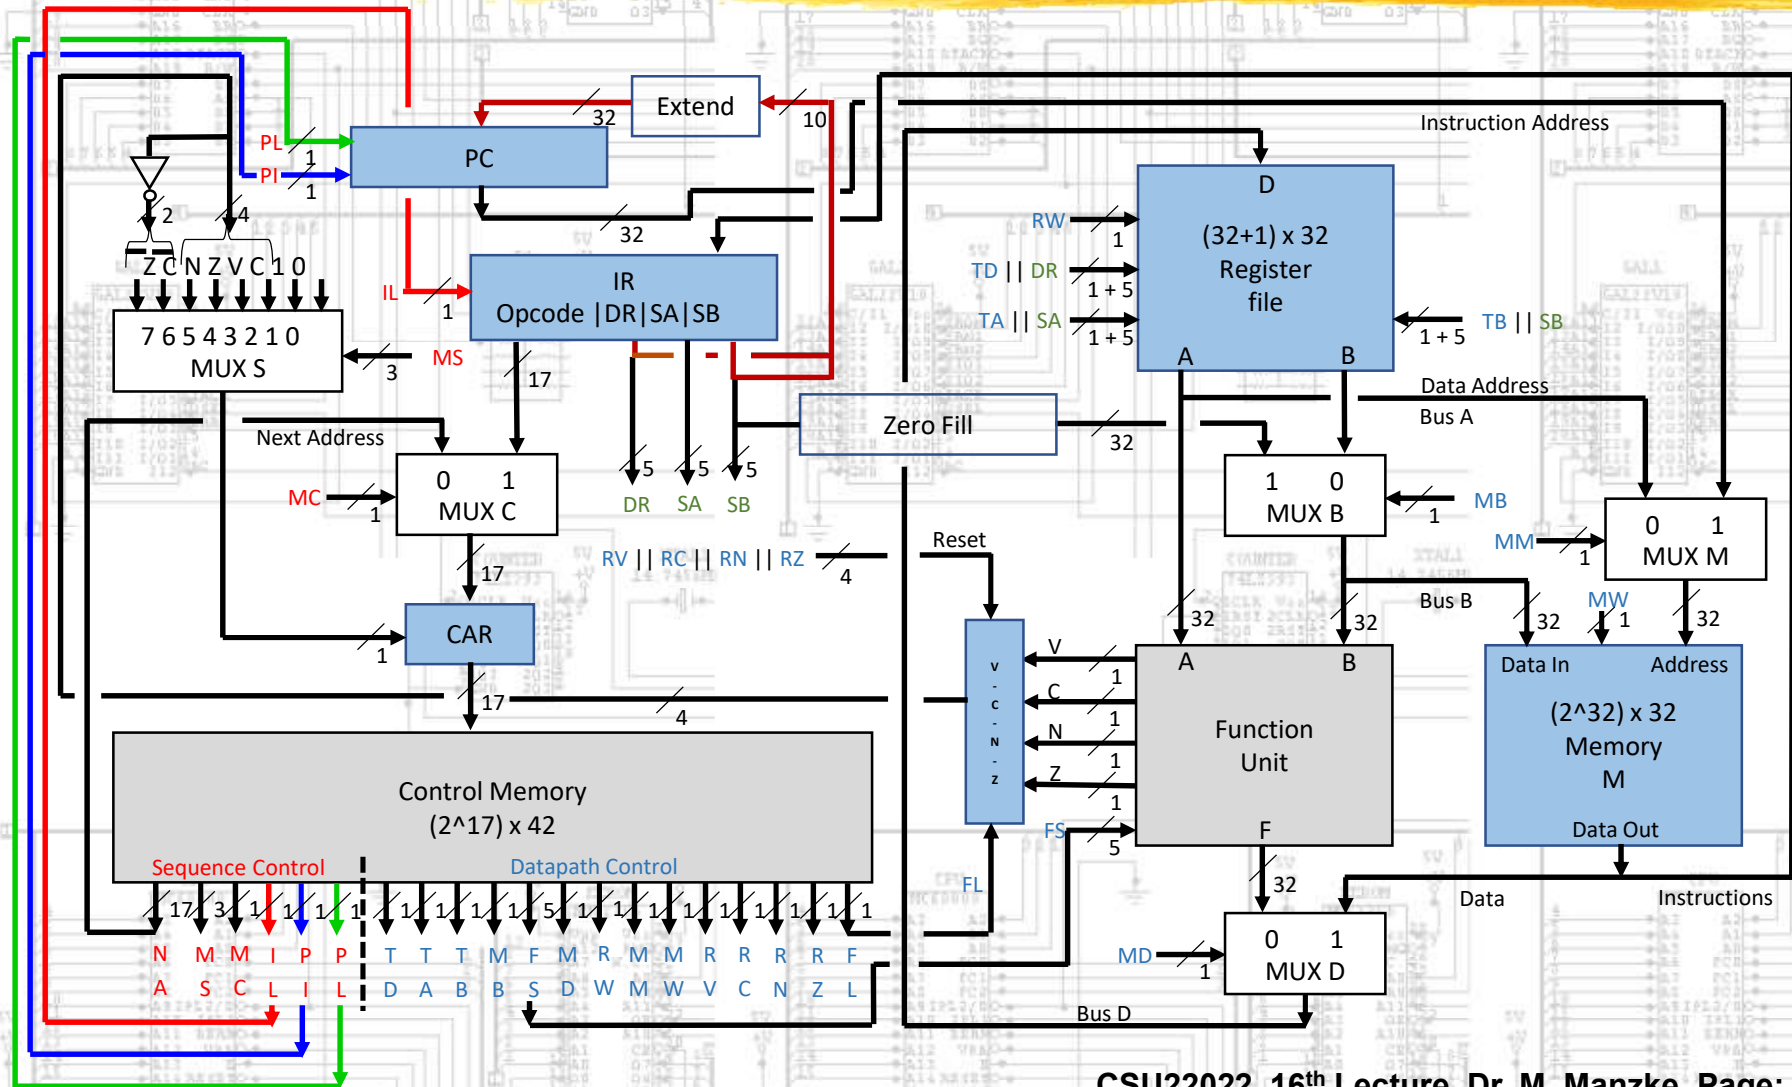 Extend
32
10
Instruction Address
PL
1
PI
1
PC
32
2
4
Z C N Z V C 1 0
7 6 5 4 3 2 1 0
MUX S
MS
3
IL
1
IR
Opcode |DR|SA|SB
17
D
(32+1) x 32
Register
file
A
B
RW
1
TD || DR
1 + 5
TA || SA
1 + 5
TB || SB
1 + 5
Next Address
0 1
MUX C
MC
1
17
5
5
5
DR SA SB
Zero Fill
32
Data Address
Bus A
1 0
MUX B
MB
1
0 1
MUX M
MM
1
RV || RC || RN || RZ
4
Reset
CAR
1
17
4
V
-
C
-
N
-
Z
V
1
C
1
N
1
Z
1
FS
5
FL
32
32
Bus B
32
MW
1
32
A
B
Function
Unit
F
32
Data In
Address
(2^32) x 32
Memory
M
Data Out
Data
Instructions
Control Memory
(2^17) x 42
Sequence Control
Datapath Control
17 3 1 1 1 1 1 1 1 1 5 1 1 1 1 1 1 1 1 1
N M M I P P T T T M F M R M M R R R R F
A S C L I L D A B B S D W M W V C N Z L
MD
1
0 1
MUX D
Bus D
CSU22022, 16th Lecture, Dr. M. Manzke, Page: